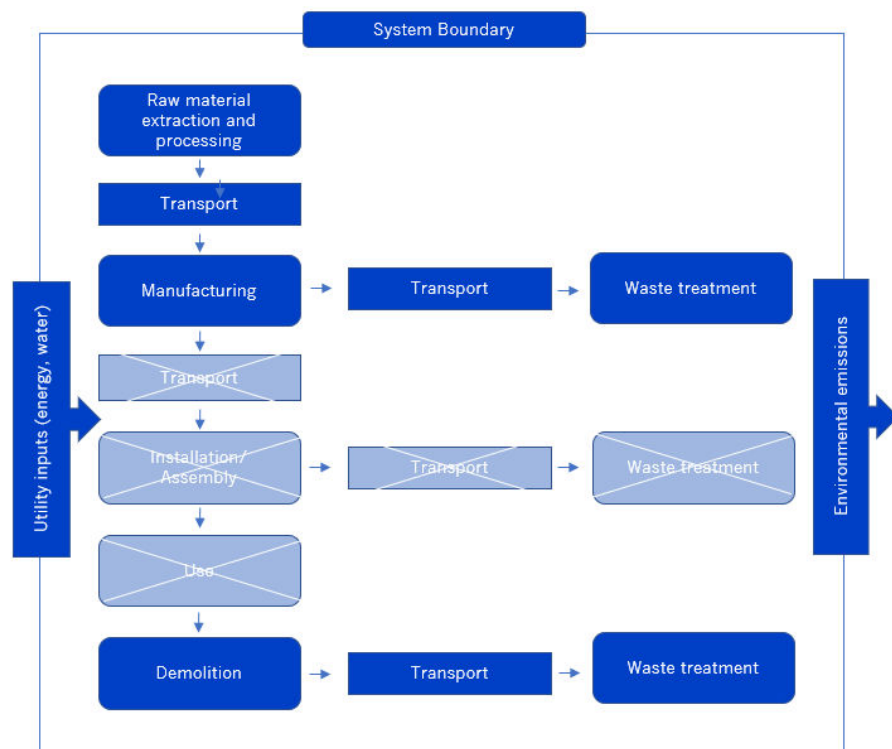 System Boundary
Raw material
extraction and
processing
Transport
Manufacturing
Transport
Waste treatment
Transport
Installation/
Assembly
Transport
Waste treatment
Use
Demolition
Transport
Waste treatment
Utility inputs (energy, water)
Environmental emissions